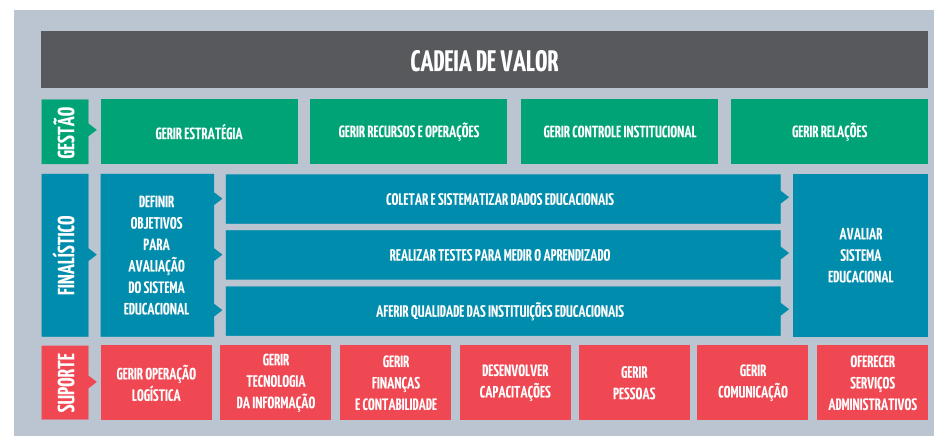 CADEIA DE VALOR
GESTÃO
GERIR ESTRATÉGIA
GERIR RECURSOS E OPERAÇÕES
GERIR CONTROLE INSTITUCIONAL
GERIR RELAÇÕES
FINALÍSTICO
DEFINIR
OBJETIVOS
PARA
AVALIAÇÃO
DO SISTEMA
EDUCACIONAL
COLETAR E SISTEMATIZAR DADOS EDUCACIONAIS
REALIZAR TESTES PARA MEDIR O APRENDIZADO
AFERIR QUALIDADE DAS INSTITUIÇÕES EDUCACIONAIS
AVALIAR
SISTEMA
EDUCACIONAL
SUPORTE
GERIR OPERAÇÃO
LOGÍSTICA
GERIR
TECNOLOGIA
DA INFORMAÇÃO
GERIR
FINANÇAS
E CONTABILIDADE
DESENVOLVER
CAPACITAÇÕES
GERIR
PESSOAS
GERIR
COMUNICAÇÃO
OFERECER
SERVIÇOS
ADMINISTRATIVOS